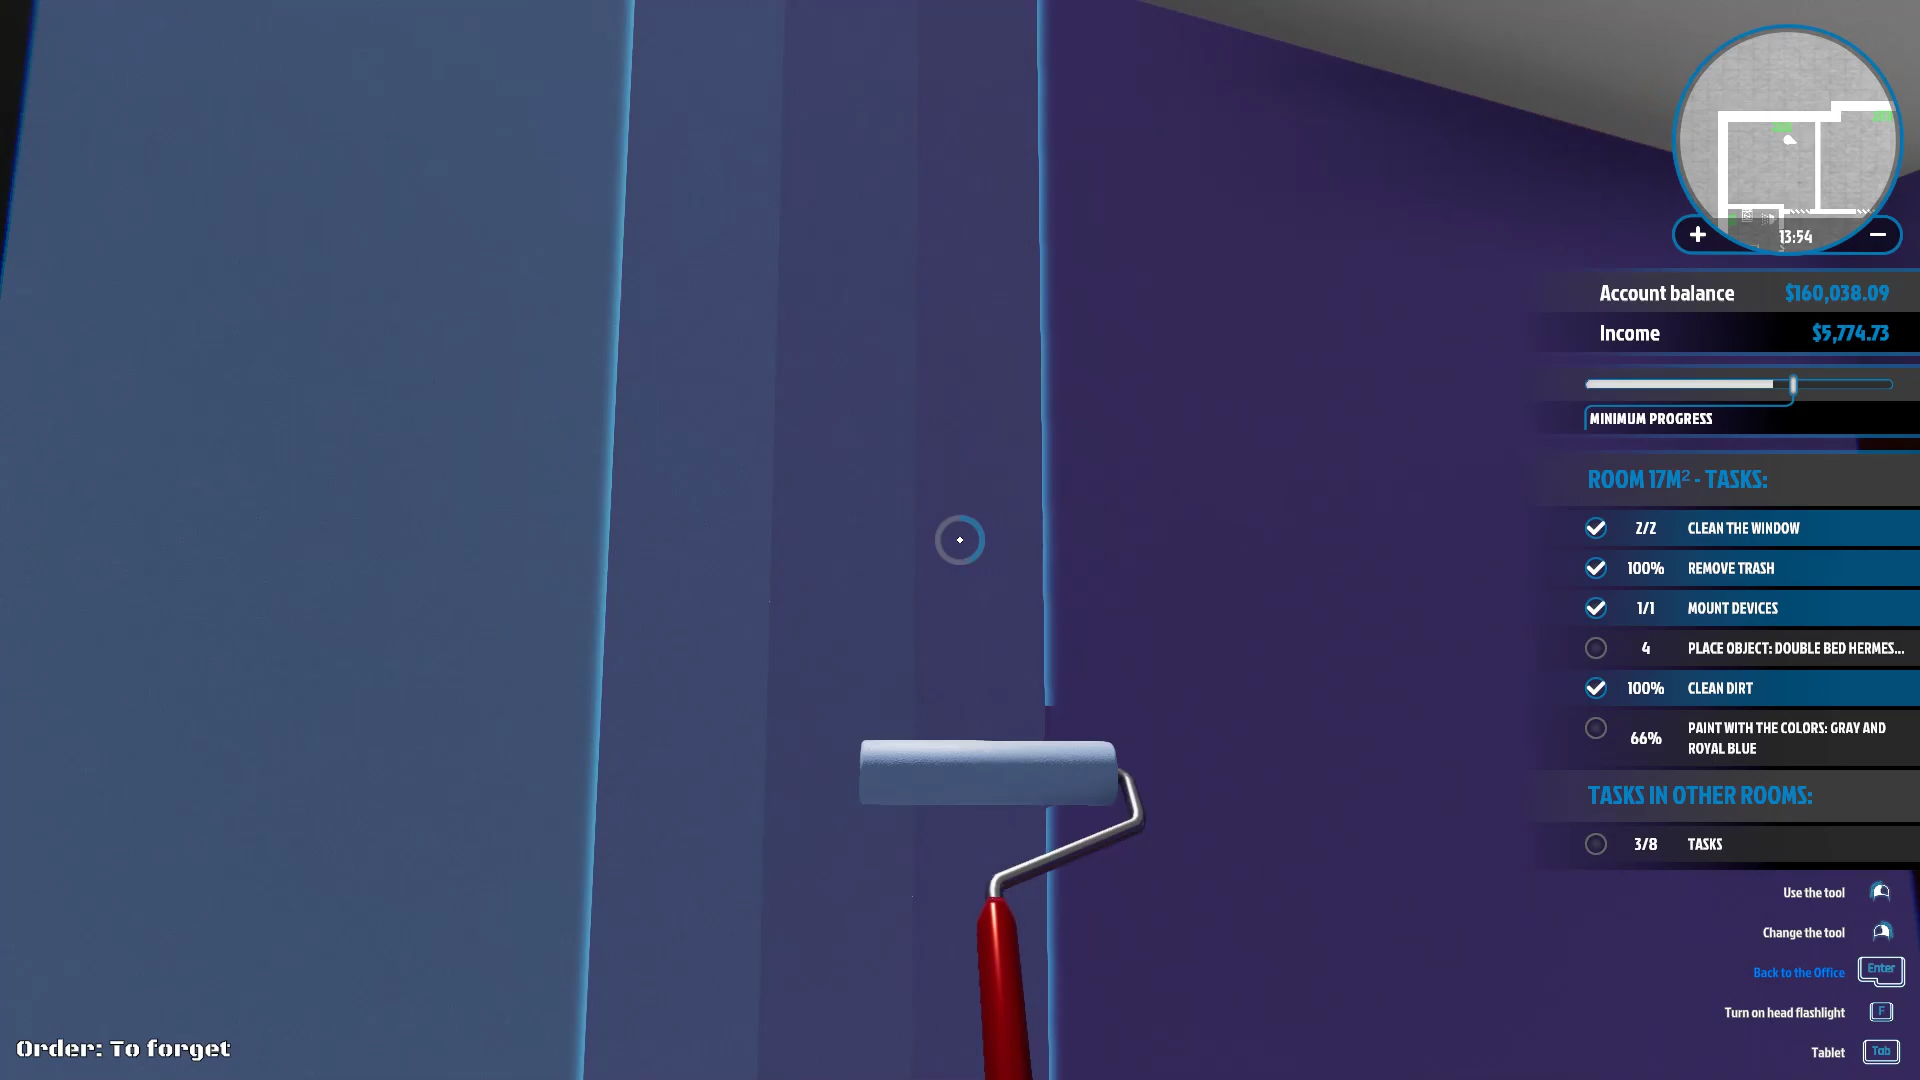 +
13:54
−
Account balance $160,038.09
Income $5,774.73
MINIMUM PROGRESS
ROOM 17M² - TASKS:
2/2 CLEAN THE WINDOW
100% REMOVE TRASH
1/1 MOUNT DEVICES
4 PLACE OBJECT: DOUBLE BED HERMES...
100% CLEAN DIRT
66% PAINT WITH THE COLORS: GRAY AND
ROYAL BLUE
TASKS IN OTHER ROOMS:
3/8 TASKS
Use the tool
Change the tool
Back to the Office Enter
Turn on head flashlight F
Tablet Tab
Order: To forget